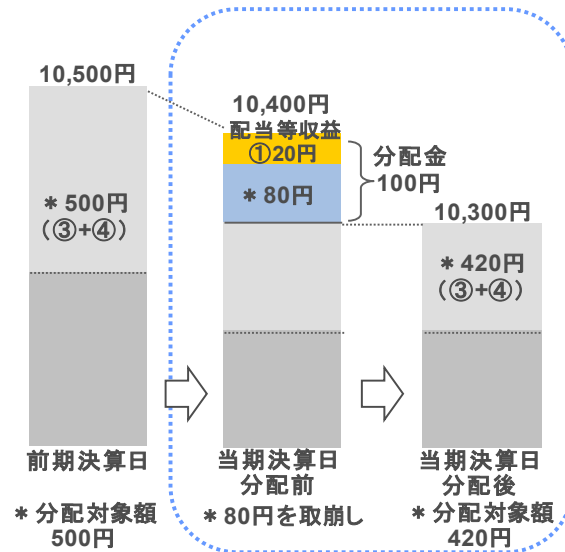 10,500円
10,400円
配当等収益
①20円
分配金
100円
＊80円
10,300円
＊500円
（③+④）
＊420円
（③+④）
前期決算日
当期決算日
分配前
当期決算日
分配後
＊分配対象額
500円
＊80円を取崩し
＊分配対象額
420円